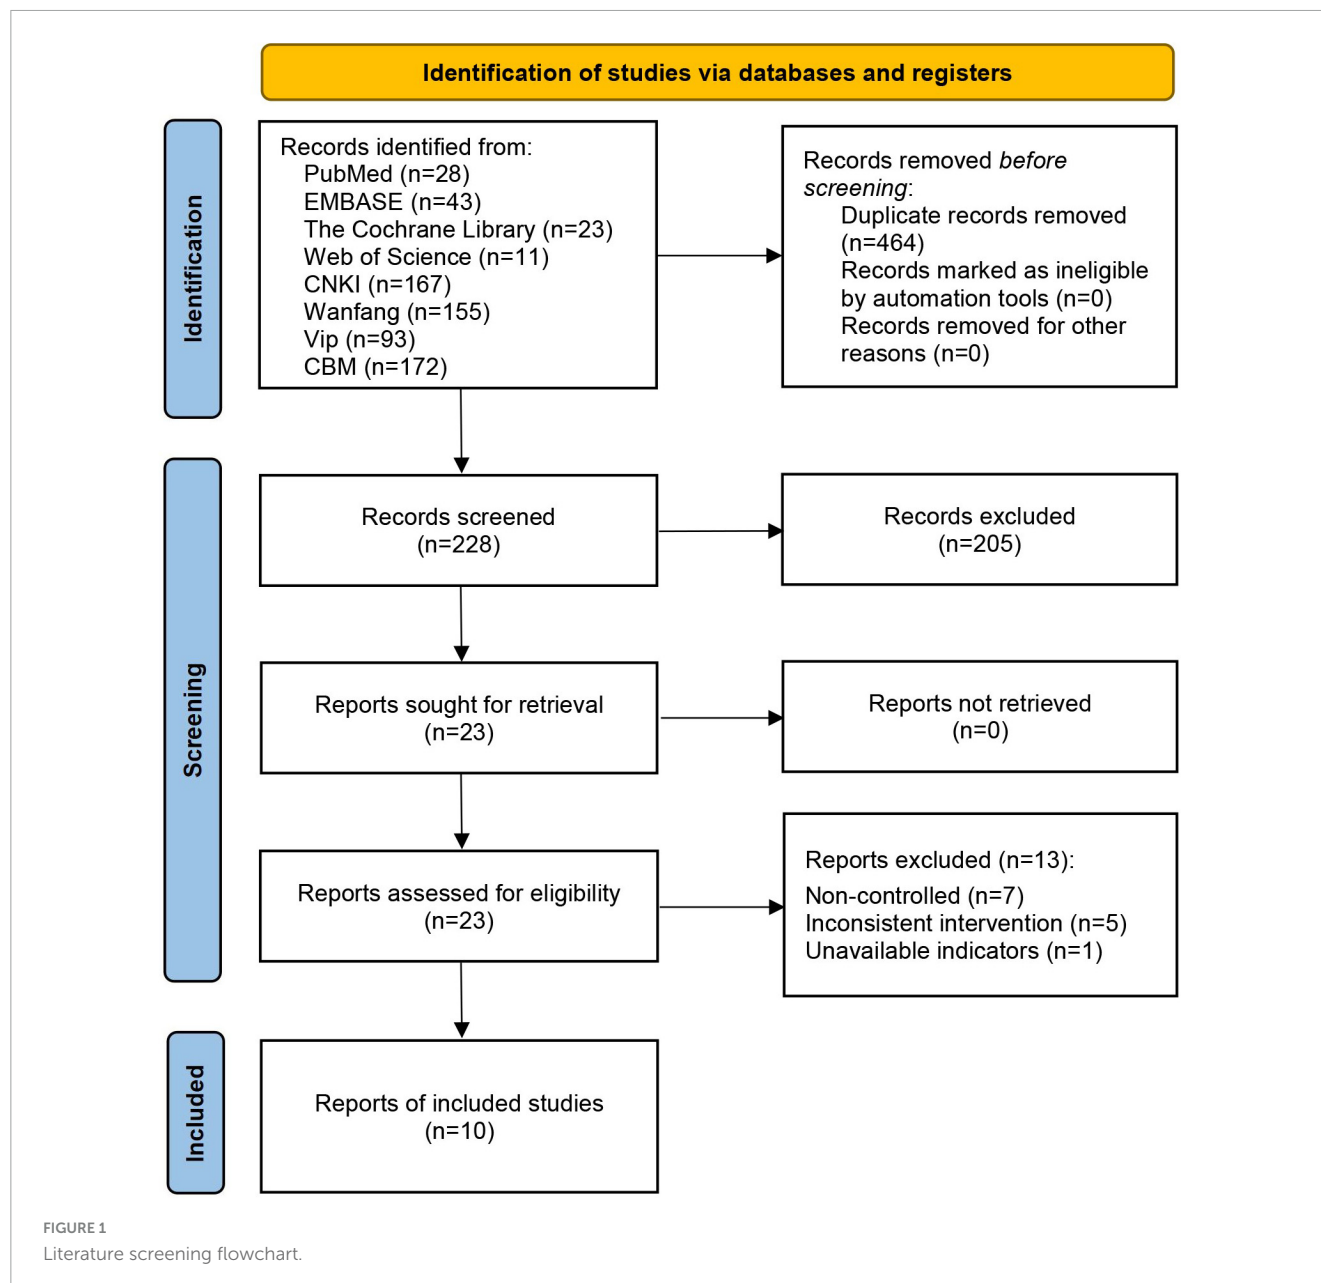 Identification of studies via databases and registers
Identification
Records identified from:
PubMed (n=28)
EMBASE (n=43)
The Cochrane Library (n=23)
Web of Science (n=11)
CNKI (n=167)
Wanfang (n=155)
Vip (n=93)
CBM (n=172)
Records removed before
screening:
Duplicate records removed
(n=464)
Records marked as ineligible
by automation tools (n=0)
Records removed for other
reasons (n=0)
Screening
Records screened
(n=228)
Records excluded
(n=205)
Reports sought for retrieval
(n=23)
Reports not retrieved
(n=0)
Reports assessed for eligibility
(n=23)
Reports excluded (n=13):
Non-controlled (n=7)
Inconsistent intervention (n=5)
Unavailable indicators (n=1)
Included
Reports of included studies
(n=10)
FIGURE 1
Literature screening flowchart.